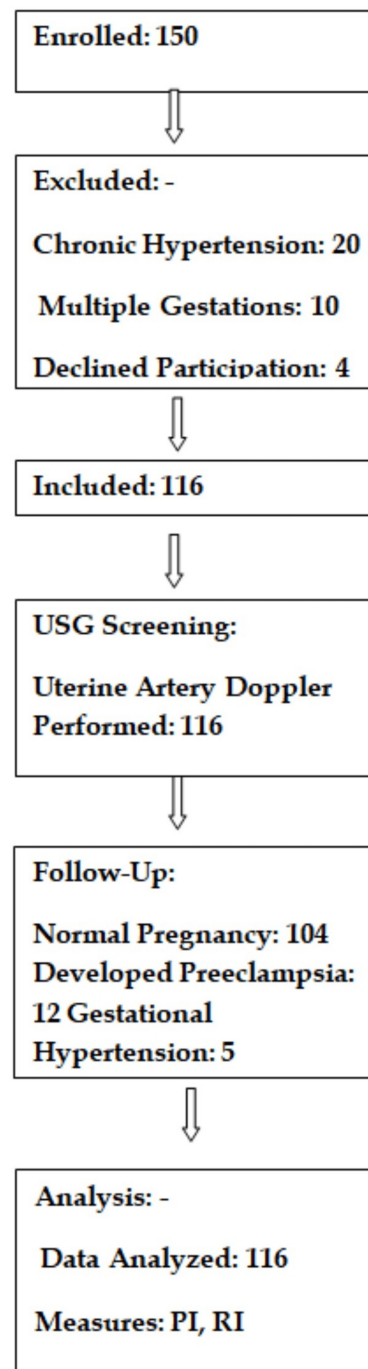 Enrolled: 150
Excluded: -
Chronic Hypertension: 20
Multiple Gestations: 10
Declined Participation: 4
Included: 116
USG Screening:
Uterine Artery Doppler
Performed: 116
Follow-Up:
Normal Pregnancy: 104
Developed Preeclampsia:
12 Gestational
Hypertension: 5
Analysis: -
Data Analyzed: 116
Measures: PI, RI